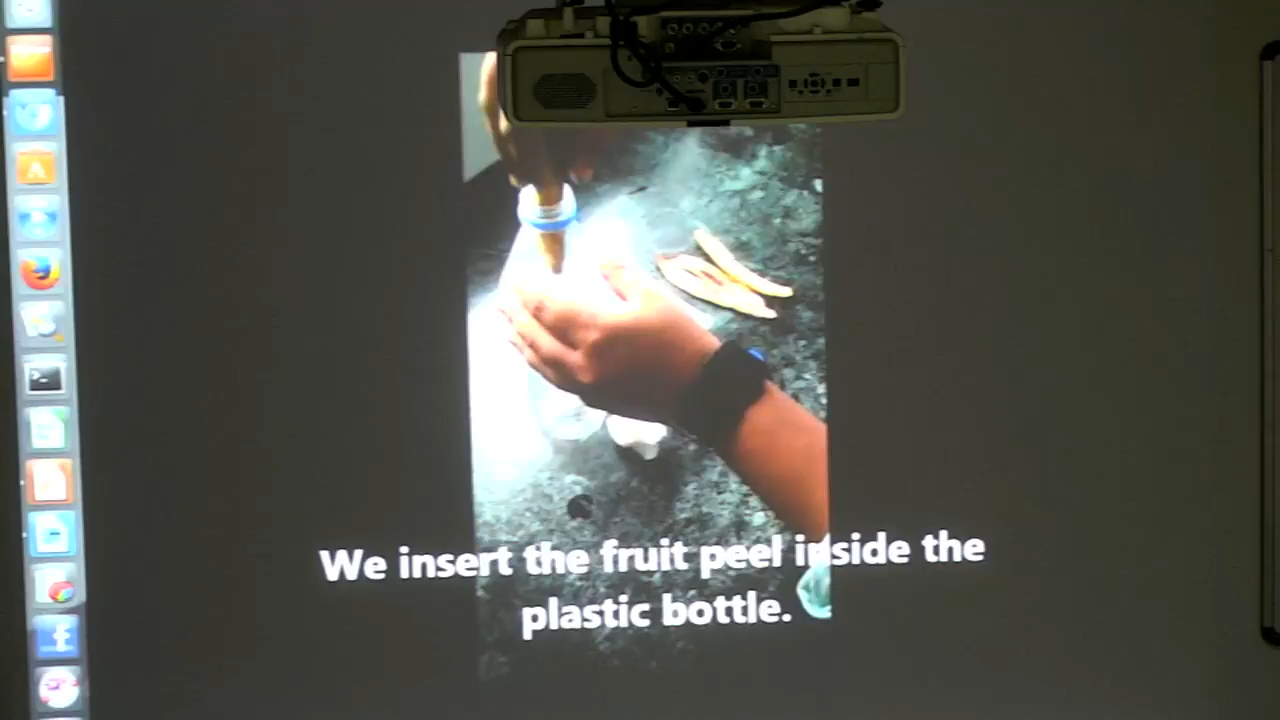 We insert the fruit peel inside the
plastic bottle.